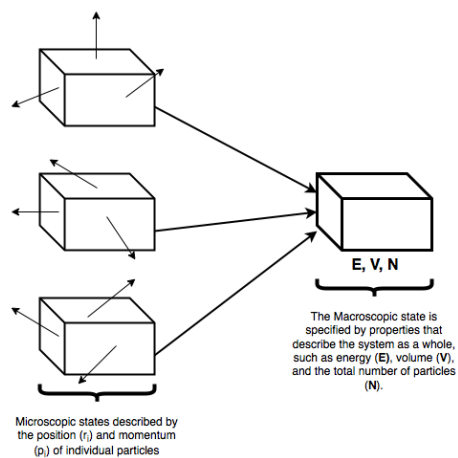 E, V, N
The Macroscopic state is
specified by properties that
describe the system as a whole,
such as energy (E), volume (V),
and the total number of particles
(N).
Microscopic states described by
the position (rᵢ) and momentum
(pᵢ) of individual particles